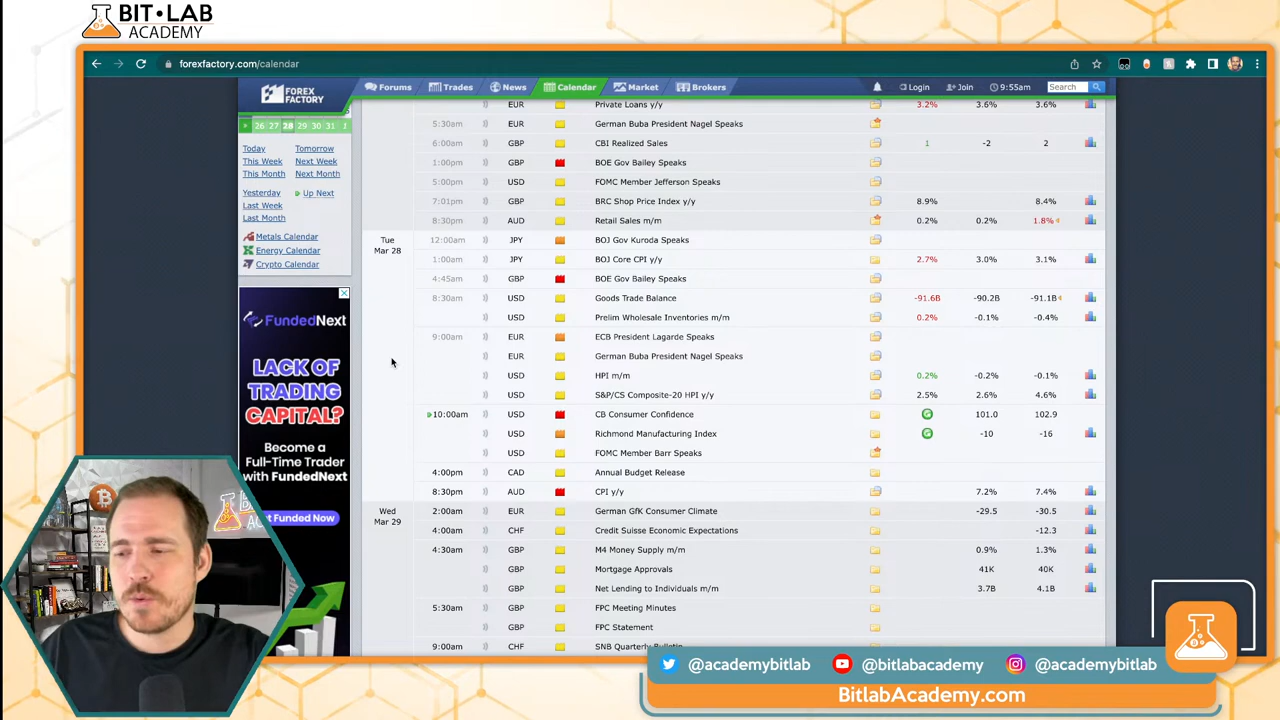 BIT•LAB
ACADEMY
forexfactory.com/calendar
FOREX FACTORY
Forums Trades News Calendar Market Brokers Login Join 9:55am Search
26 27 28 29 30 31 1
Today Tomorrow
This Week Next Week
This Month Next Month
Yesterday Up Next
Last Week
Last Month
Metals Calendar
Energy Calendar
Crypto Calendar
FundedNext
LACK OF
TRADING
CAPITAL?
Become a
Full-Time Trader
with FundedNext
t Funded Now
Private Loans y/y 3.2% 3.6% 3.6%
5:30am EUR German Buba President Nagel Speaks
6:00am GBP CBI Realized Sales 1 -2 2
1:00pm GBP BOE Gov Bailey Speaks
5:00pm USD FOMC Member Jefferson Speaks
7:01pm GBP BRC Shop Price Index y/y 8.9% 8.4%
8:30pm AUD Retail Sales m/m 0.2% 0.2% 1.8%
Tue Mar 28 12:00am JPY BOJ Gov Kuroda Speaks
1:00am JPY BOJ Core CPI y/y 2.7% 3.0% 3.1%
4:45am GBP BOE Gov Bailey Speaks
8:30am USD Goods Trade Balance -91.6B -90.2B -91.1B
USD Prelim Wholesale Inventories m/m 0.2% -0.1% -0.4%
9:00am EUR ECB President Lagarde Speaks
EUR German Buba President Nagel Speaks
USD HPI m/m 0.2% -0.2% -0.1%
USD S&P/CS Composite-20 HPI y/y 2.5% 2.6% 4.6%
10:00am USD CB Consumer Confidence 101.0 102.9
USD Richmond Manufacturing Index -10 -16
USD FOMC Member Barr Speaks
4:00pm CAD Annual Budget Release
8:30pm AUD CPI y/y 7.2% 7.4%
Wed Mar 29 2:00am EUR German GfK Consumer Climate -29.5 -30.5
4:00am CHF Credit Suisse Economic Expectations -12.3
4:30am GBP M4 Money Supply m/m 0.9% 1.3%
GBP Mortgage Approvals 41K 40K
GBP Net Lending to Individuals m/m 3.7B 4.1B
5:30am GBP FPC Meeting Minutes
GBP FPC Statement
9:00am CHF SNB Quarterly Bulletin
@academybitlab @bitlabacademy @academybitlab
BitlabAcademy.com